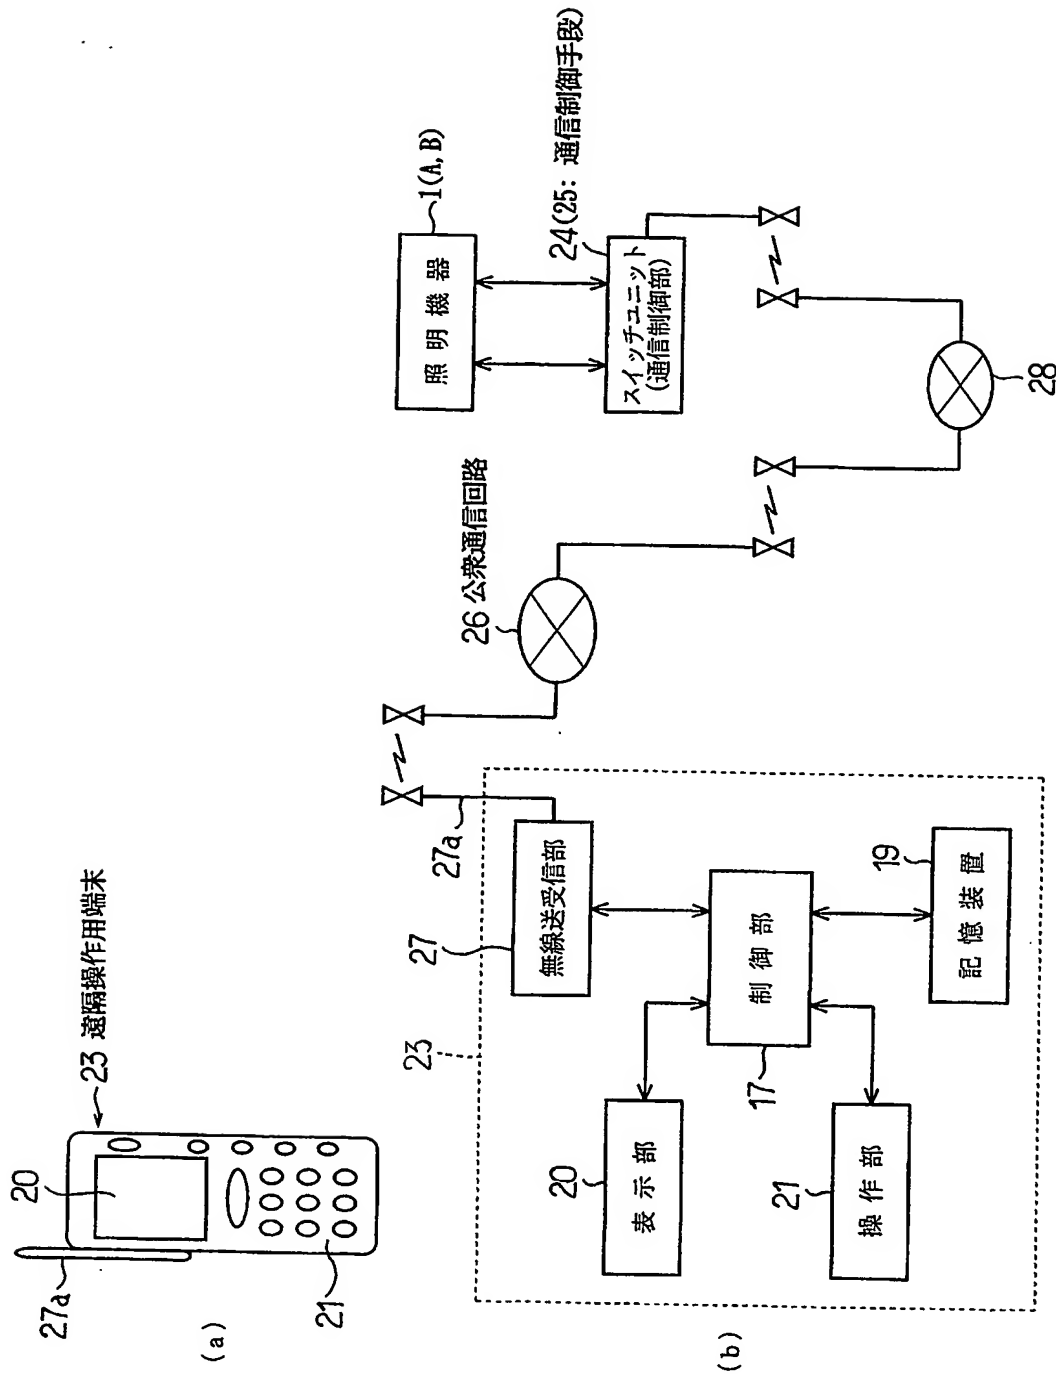 (a)
27a
20
23 遠隔操作用端末
21
(b)
23
20
表示部
21
操作部
17
制御部
27
無線送受信部
27a
19
記憶装置
26 公衆通信回路
28
1(A,B)
照明機器
24(25: 通信制御手段)
スイッチユニット
(通信制御部)